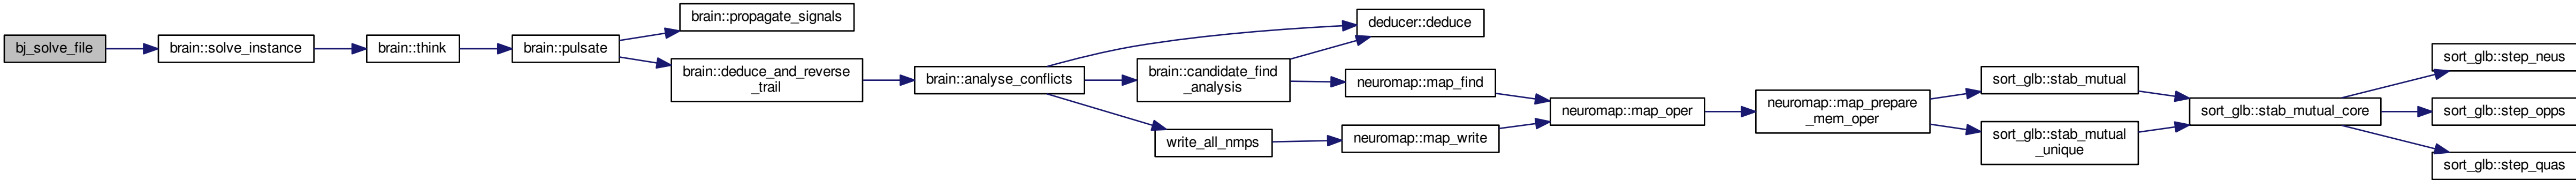 bj_solve_file
brain::solve_instance
brain::think
brain::pulsate
brain::propagate_signals
brain::deduce_and_reverse
_trail
brain::analyse_conflicts
deducer::deduce
brain::candidate_find
_analysis
write_all_nmps
neuromap::map_find
neuromap::map_write
neuromap::map_oper
neuromap::map_prepare
_mem_oper
sort_glb::stab_mutual
sort_glb::stab_mutual
_unique
sort_glb::stab_mutual_core
sort_glb::step_neus
sort_glb::step_opps
sort_glb::step_quas